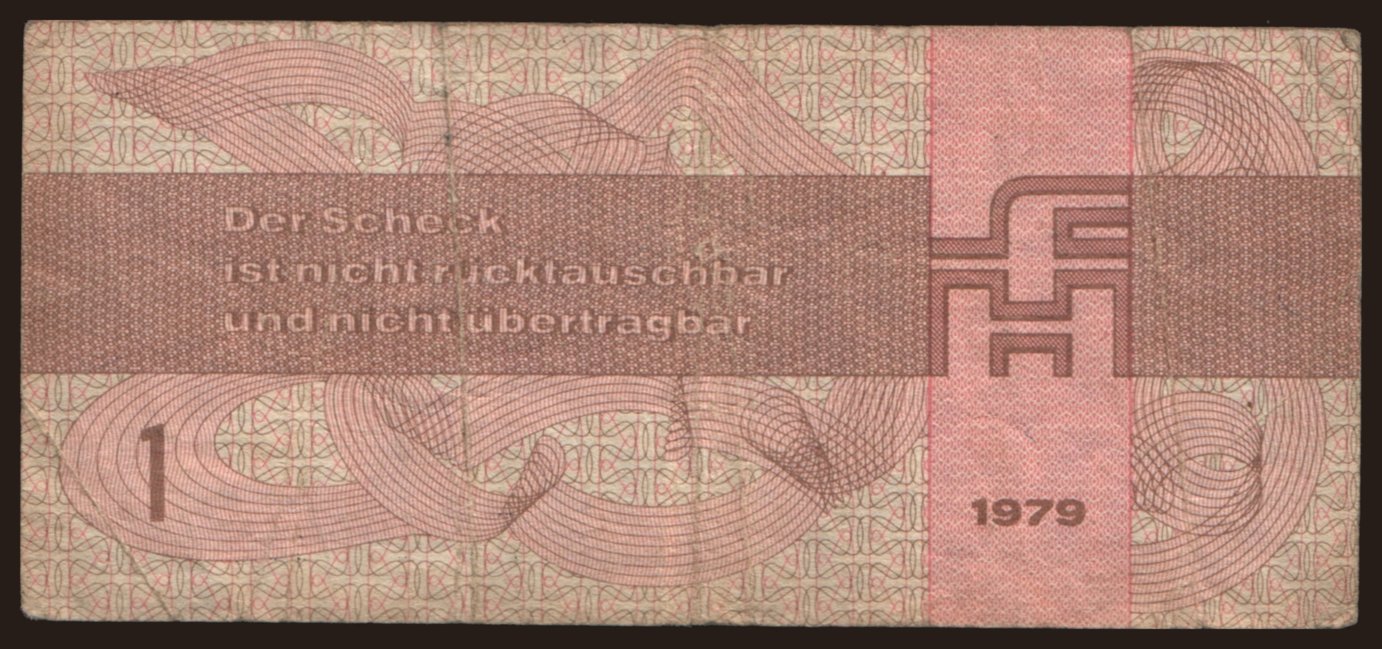 Der Scheck
ist nicht rücktauschbar
und nicht übertragbar
1
1979